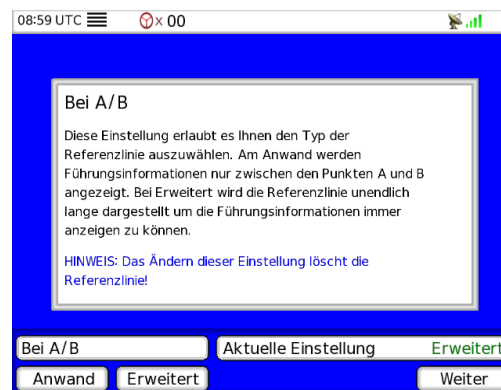 08:59 UTC × 00
Bei A/B
Diese Einstellung erlaubt es Ihnen den Typ der
Referenzlinie auszuwählen. Am Anwand werden
Führungsinformationen nur zwischen den Punkten A und B
angezeigt. Bei Erweitert wird die Referenzlinie unendlich
lange dargestellt um die Führungsinformationen immer
anzeigen zu können.
HINWEIS: Das Ändern dieser Einstellung löscht die
Referenzlinie!
Bei A/B Aktuelle Einstellung Erweitert
Anwand Erweitert Weiter